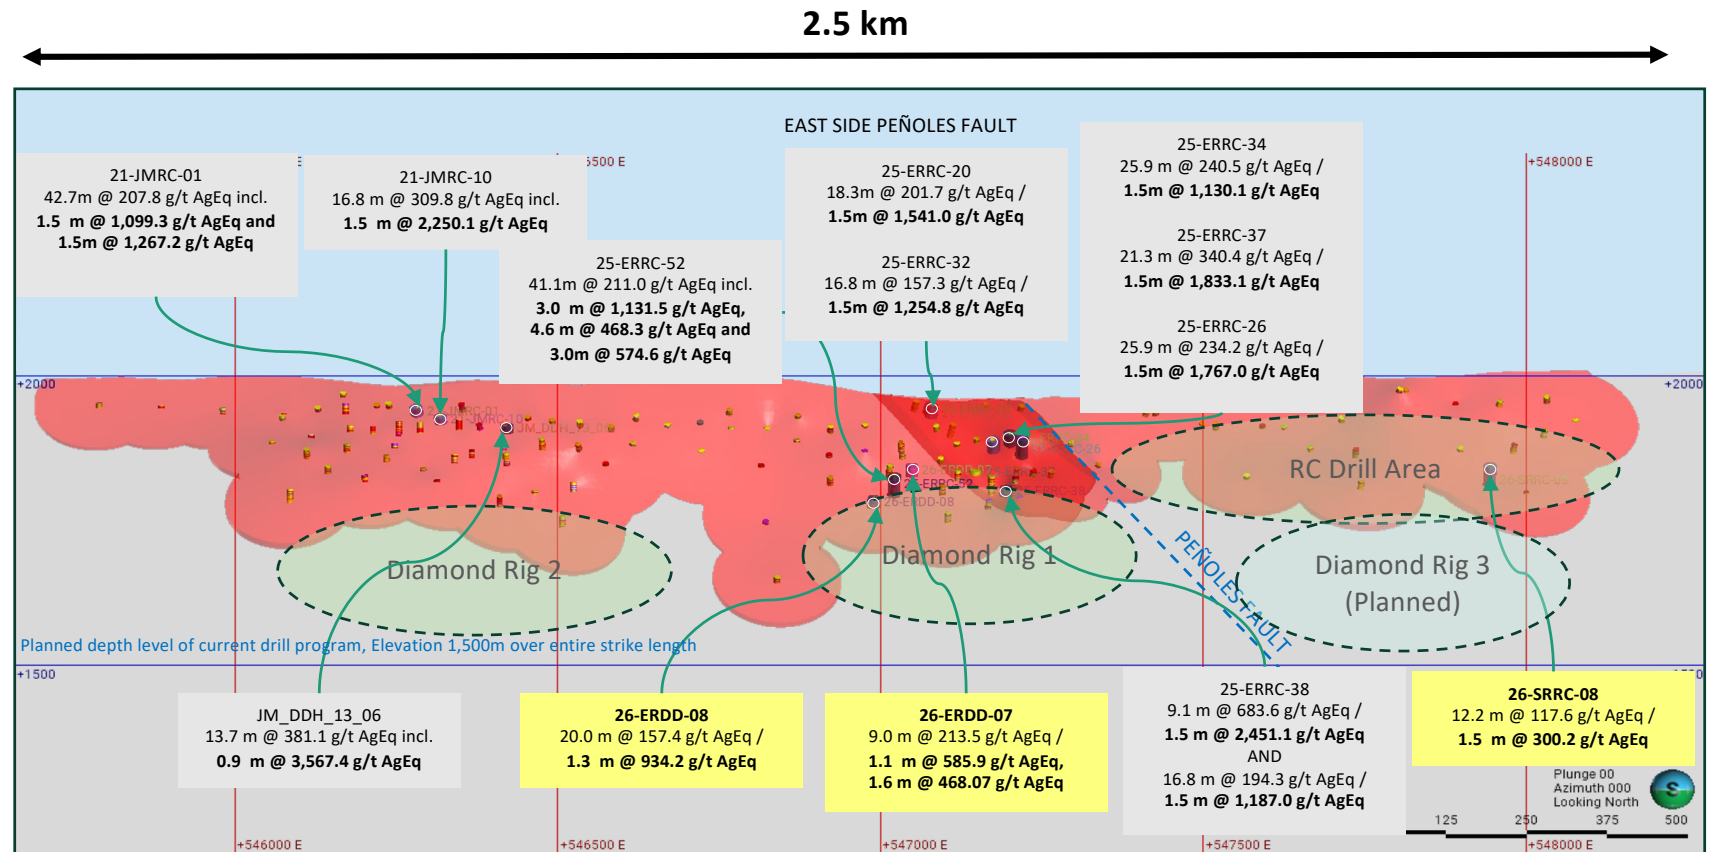 2.5 km
EAST SIDE PEÑOLES FAULT
21-JMRC-01
42.7m @ 207.8 g/t AgEq incl.
1.5 m @ 1,099.3 g/t AgEq and
1.5m @ 1,267.2 g/t AgEq
21-JMRC-10
16.8 m @ 309.8 g/t AgEq incl.
1.5 m @ 2,250.1 g/t AgEq
25-ERRC-52
41.1m @ 211.0 g/t AgEq incl.
3.0 m @ 1,131.5 g/t AgEq,
4.6 m @ 468.3 g/t AgEq and
3.0m @ 574.6 g/t AgEq
25-ERRC-20
18.3m @ 201.7 g/t AgEq /
1.5m @ 1,541.0 g/t AgEq
25-ERRC-32
16.8 m @ 157.3 g/t AgEq /
1.5m @ 1,254.8 g/t AgEq
25-ERRC-34
25.9 m @ 240.5 g/t AgEq /
1.5m @ 1,130.1 g/t AgEq
25-ERRC-37
21.3 m @ 340.4 g/t AgEq /
1.5m @ 1,833.1 g/t AgEq
25-ERRC-26
25.9 m @ 234.2 g/t AgEq /
1.5m @ 1,767.0 g/t AgEq
E
6500 E
+548000 E
+2000
+2000
JM_DDH_13_06
26-ERDD-07
25-ERRC-52
26-ERDD-08
26-SRRC-08
RC Drill Area
Diamond Rig 2
Diamond Rig 1
Diamond Rig 3
(Planned)
PEÑOLES FAULT
Planned depth level of current drill program, Elevation 1,500m over entire strike length
+1500
JM_DDH_13_06
13.7 m @ 381.1 g/t AgEq incl.
0.9 m @ 3,567.4 g/t AgEq
26-ERDD-08
20.0 m @ 157.4 g/t AgEq /
1.3 m @ 934.2 g/t AgEq
26-ERDD-07
9.0 m @ 213.5 g/t AgEq /
1.1 m @ 585.9 g/t AgEq,
1.6 m @ 468.07 g/t AgEq
25-ERRC-38
9.1 m @ 683.6 g/t AgEq /
1.5 m @ 2,451.1 g/t AgEq
AND
16.8 m @ 194.3 g/t AgEq /
1.5 m @ 1,187.0 g/t AgEq
26-SRRC-08
12.2 m @ 117.6 g/t AgEq /
1.5 m @ 300.2 g/t AgEq
Plunge 00
Azimuth 000
Looking North
S
125 250 375 500
+546000 E
+546500 E
+547000 E
+547500 E
+548000 E